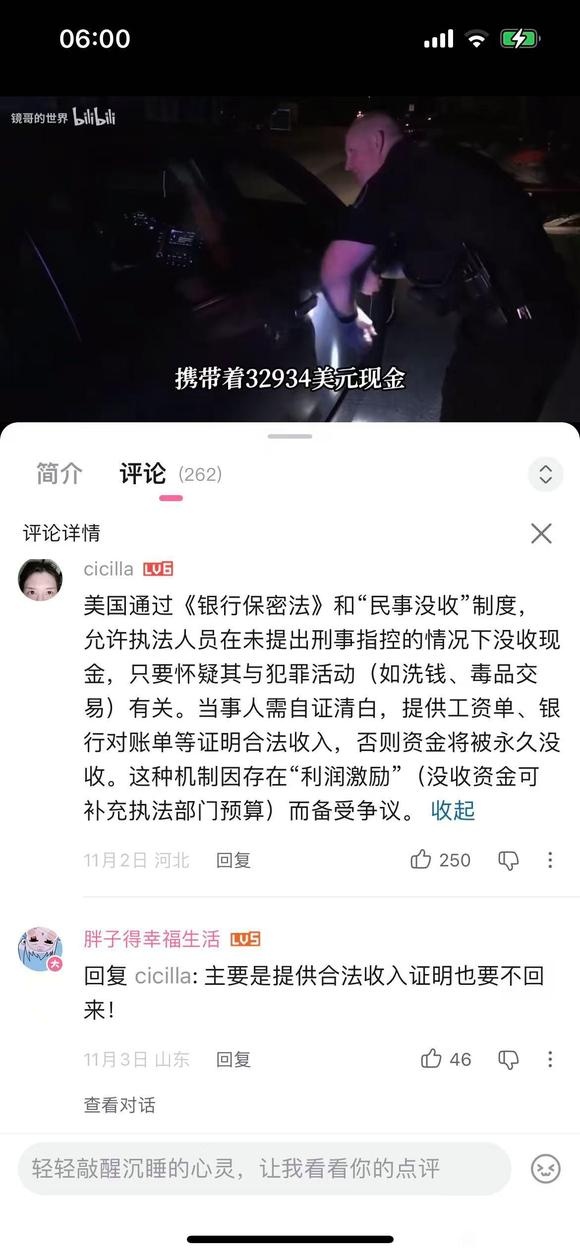 06:00
镜哥的世界 bilibili
携带着32934美元现金
简介 评论 (262)
评论详情
cicilla LV6
美国通过《银行保密法》和“民事没收”制度，
允许执法人员在未提出刑事指控的情况下没收现
金，只要怀疑其与犯罪活动（如洗钱、毒品交
易）有关。当事人需自证清白，提供工资单、银
行对账单等证明合法收入，否则资金将被永久没
收。这种机制因存在“利润激励”（没收资金可
补充执法部门预算）而备受争议。 收起
11月2日 河北 回复 250
胖子得幸福生活 LV5
大
回复 cicilla: 主要是提供合法收入证明也要不回
来！
11月3日 山东 回复 46
查看对话
轻轻敲醒沉睡的心灵，让我看看你的点评